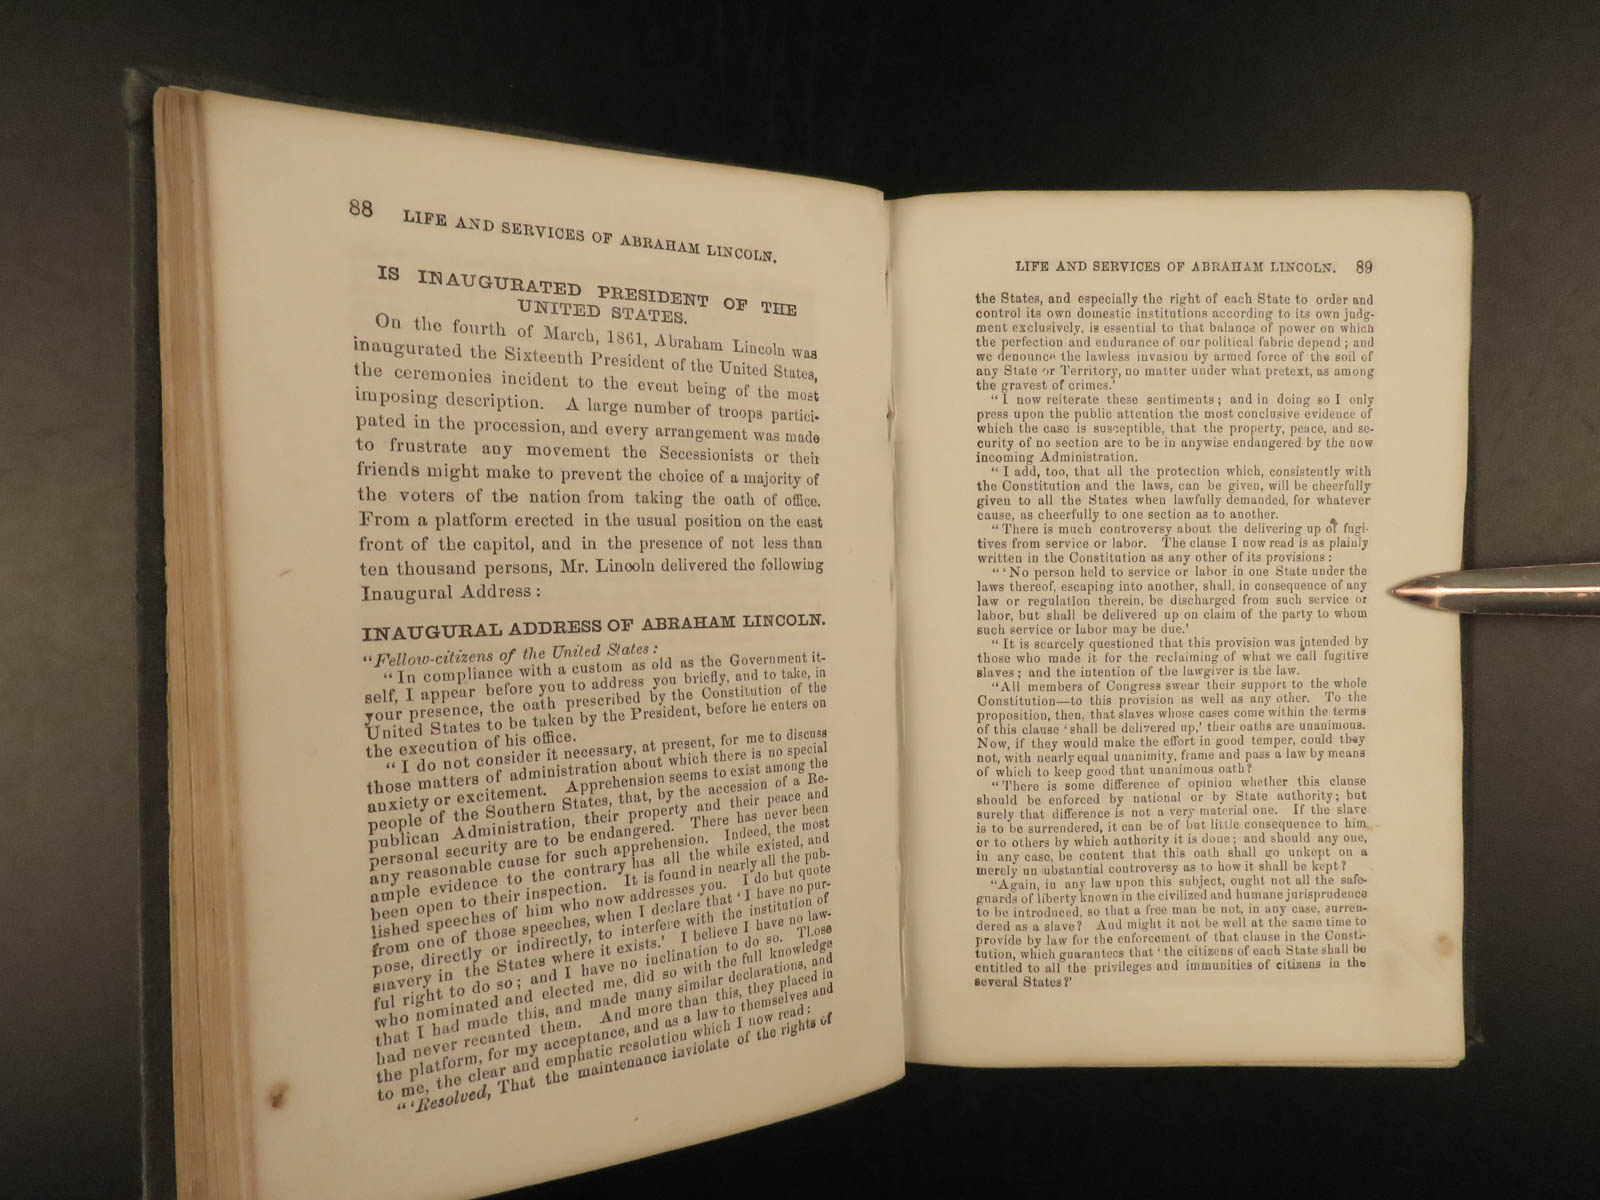 88 LIFE AND SERVICES OF ABRAHAM LINCOLN.
IS INAUGURATED PRESIDENT OF THE
UNITED STATES.
On the fourth of March, 1861, Abraham Lincoln was
inaugurated the Sixteenth President of the United States,
the ceremonies incident to the event being of the most
imposing description. A large number of troops partici-
pated in the procession, and every arrangement was made
to frustrate any movement the Secessionists or their
friends might make to prevent the choice of a majority of
the voters of the nation from taking the oath of office.
From a platform erected in the usual position on the east
front of the capitol, and in the presence of not less than
ten thousand persons, Mr. Lincoln delivered the following
Inaugural Address :
INAUGURAL ADDRESS OF ABRAHAM LINCOLN.
"Fellow-citizens of the United States :
" In compliance with a custom as old as the Government it-
self, I appear before you to address you briefly, and to take, in
your presence, the oath prescribed by the Constitution of the
United States to be taken by the President, before he enters on
the execution of his office.
" I do not consider it necessary, at present, for me to discuss
those matters of administration about which there is no special
anxiety or excitement. Apprehension seems to exist among the
people of the Southern States, that, by the accession of a Re-
publican Administration, their property and their peace and
personal security are to be endangered. There has never been
any reasonable cause for such apprehension. Indeed, the most
ample evidence to the contrary has all the while existed, and
been open to their inspection. It is found in nearly all the pub-
lished speeches of him who now addresses you. I do but quote
from one of those speeches, when I declare that ' I have no pur-
pose, directly or indirectly, to interfere with the institution of
slavery in the States where it exists.' I believe I have no law-
ful right to do so ; and I have no inclination to do so. Those
who nominated and elected me, did so with the full knowledge
that I had made this, and made many similar declarations, and
had never recanted them. And more than this, they placed in
the platform, for my acceptance, and as a law to themselves and
to me, the clear and emphatic resolution which I now read :
" ' Resolved, That the maintenance inviolate of the rights of
LIFE AND SERVICES OF ABRAHAM LINCOLN. 89
the States, and especially the right of each State to order and
control its own domestic institutions according to its own judg-
ment exclusively, is essential to that balance of power on which
the perfection and endurance of our political fabric depend ; and
we denounce the lawless invasion by armed force of the soil of
any State or Territory, no matter under what pretext, as among
the gravest of crimes.'
" I now reiterate these sentiments ; and in doing so I only
press upon the public attention the most conclusive evidence of
which the case is susceptible, that the property, peace, and se-
curity of no section are to be in anywise endangered by the now
incoming Administration.
" I add, too, that all the protection which, consistently with
the Constitution and the laws, can be given, will be cheerfully
given to all the States when lawfully demanded, for whatever
cause, as cheerfully to one section as to another.
" There is much controversy about the delivering up of fugi-
tives from service or labor. The clause I now read is as plainly
written in the Constitution as any other of its provisions :
" ' No person held to service or labor in one State under the
laws thereof, escaping into another, shall, in consequence of any
law or regulation therein, be discharged from such service or
labor, but shall be delivered up on claim of the party to whom
such service or labor may be due.'
" It is scarcely questioned that this provision was intended by
those who made it for the reclaiming of what we call fugitive
slaves ; and the intention of the lawgiver is the law.
"All members of Congress swear their support to the whole
Constitution—to this provision as well as any other. To the
proposition, then, that slaves whose cases come within the terms
of this clause 'shall be delivered up,' their oaths are unanimous.
Now, if they would make the effort in good temper, could they
not, with nearly equal unanimity, frame and pass a law by means
of which to keep good that unanimous oath?
" There is some difference of opinion whether this clause
should be enforced by national or by State authority ; but
surely that difference is not a very material one. If the slave
is to be surrendered, it can be of but little consequence to him
or to others by which authority it is done ; and should any one,
in any case, be content that this oath shall go unkept on a
merely unsubstantial controversy as to how it shall be kept?
"Again, in any law upon this subject, ought not all the safe-
guards of liberty known in the civilized and humane jurisprudence
to be introduced, so that a free man be not, in any case, surren-
dered as a slave? And might it not be well at the same time to
provide by law for the enforcement of that clause in the Consti-
tution, which guarantees that ' the citizens of each State shall be
entitled to all the privileges and immunities of citizens in the
several States ?'